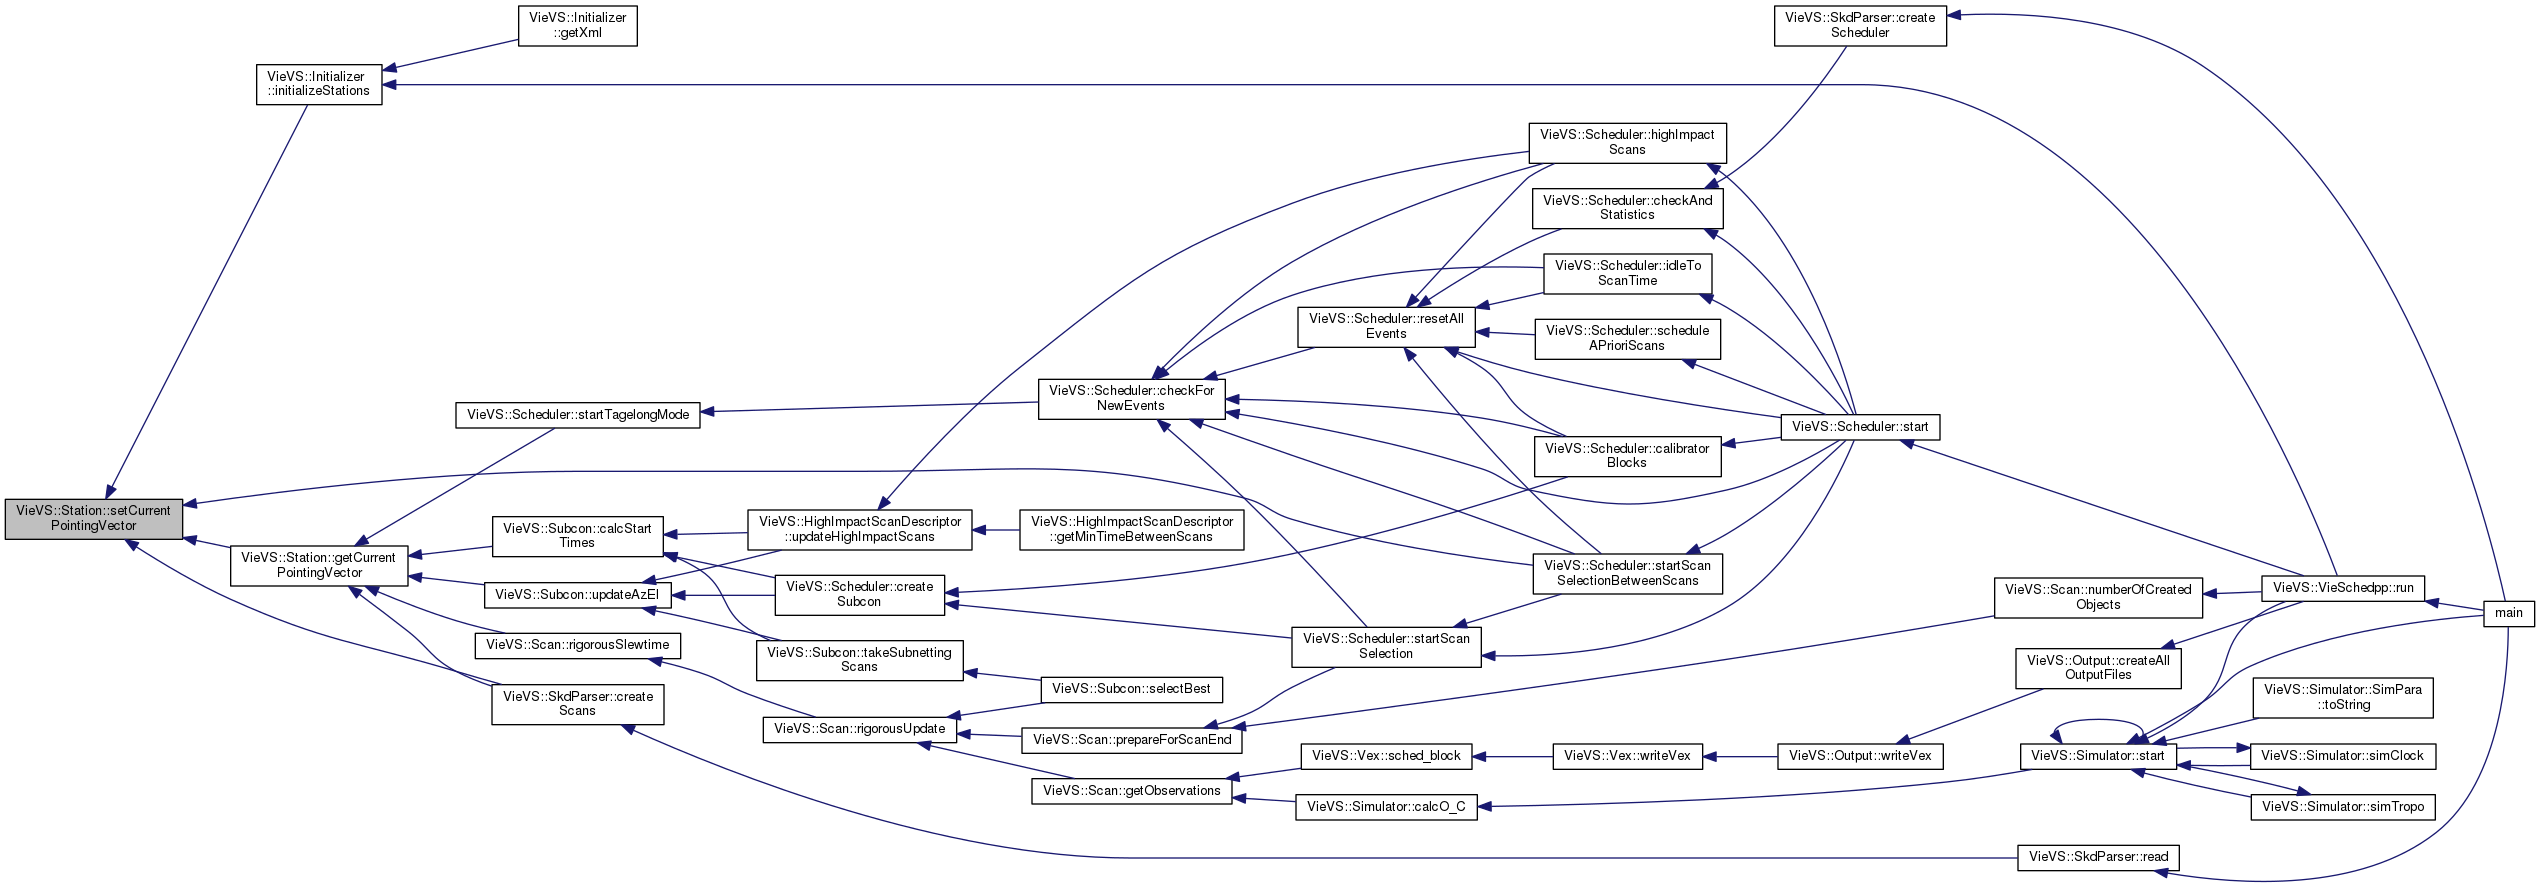 VieVS::Initializer
::getXml
VieVS::SkdParser::create
Scheduler
VieVS::Initializer
::initializeStations
VieVS::Scheduler::highImpact
Scans
VieVS::Scheduler::checkAnd
Statistics
VieVS::Scheduler::idleTo
ScanTime
VieVS::Scheduler::resetAll
Events
VieVS::Scheduler::schedule
APrioriScans
VieVS::Scheduler::checkFor
NewEvents
VieVS::Scheduler::startTagelongMode
VieVS::Scheduler::start
VieVS::Scheduler::calibrator
Blocks
VieVS::Station::setCurrent
PointingVector
VieVS::Subcon::calcStart
Times
VieVS::HighImpactScanDescriptor
::updateHighImpactScans
VieVS::HighImpactScanDescriptor
::getMinTimeBetweenScans
VieVS::Station::getCurrent
PointingVector
VieVS::Scheduler::startScan
SelectionBetweenScans
VieVS::Subcon::updateAzEl
VieVS::Scheduler::create
Subcon
VieVS::Scan::numberOfCreated
Objects
VieVS::VieSchedpp::run
main
VieVS::Scan::rigorousSlewtime
VieVS::Subcon::takeSubnetting
Scans
VieVS::Scheduler::startScan
Selection
VieVS::Output::createAll
OutputFiles
VieVS::SkdParser::create
Scans
VieVS::Subcon::selectBest
VieVS::Simulator::SimPara
::toString
VieVS::Scan::rigorousUpdate
VieVS::Scan::prepareForScanEnd
VieVS::Vex::sched_block
VieVS::Vex::writeVex
VieVS::Output::writeVex
VieVS::Simulator::start
VieVS::Simulator::simClock
VieVS::Scan::getObservations
VieVS::Simulator::calcO_C
VieVS::Simulator::simTropo
VieVS::SkdParser::read